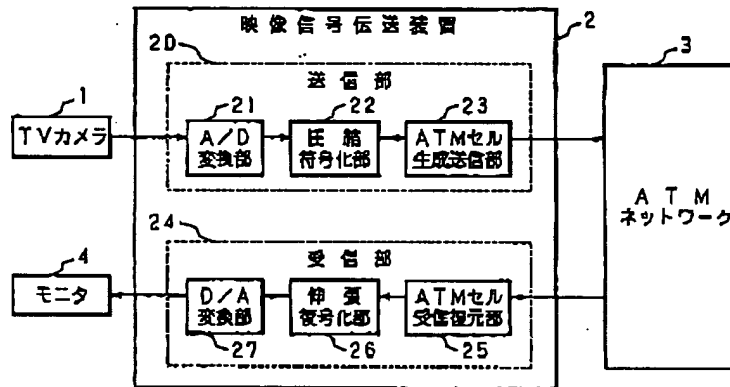 映像信号伝送装置
2
20
3
送信部
1
21
22
23
TVカメラ
A/D
変換部
圧縮
符号化部
ATMセル
生成送信部
ATM
ネットワーク
24
受信部
4
モニタ
D/A
変換部
伸張
復号化部
ATMセル
受信復元部
27
26
25